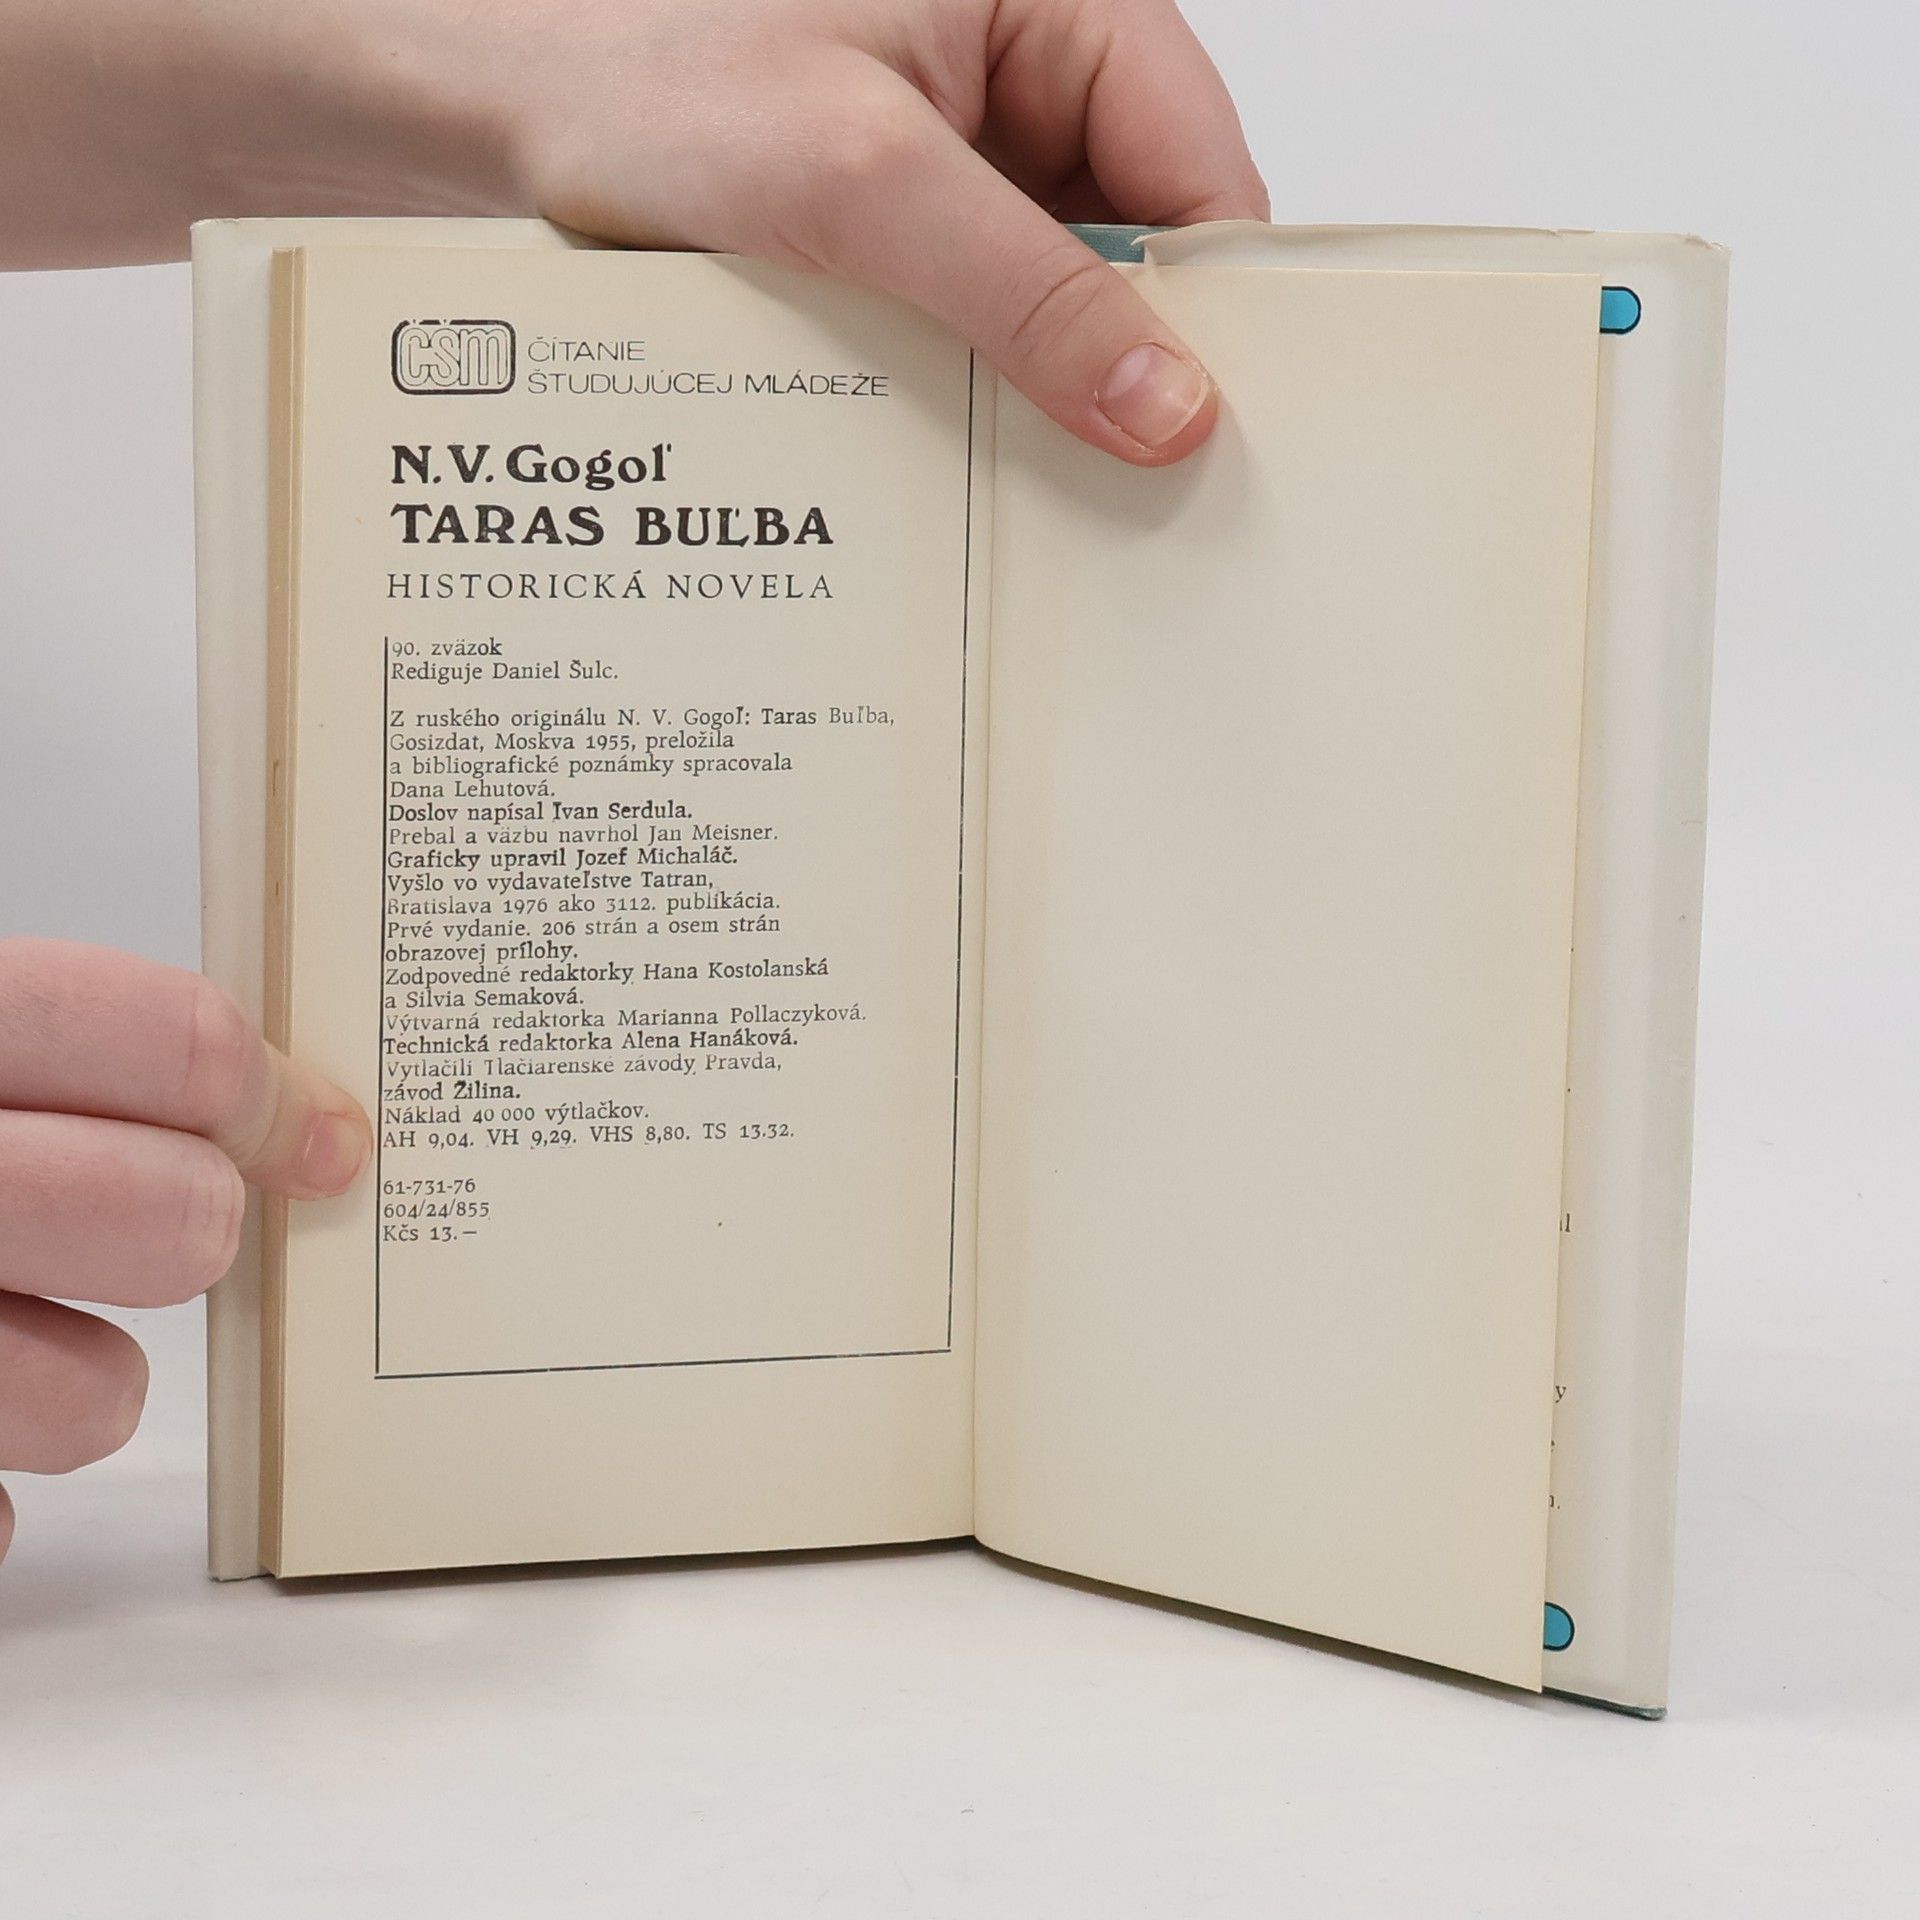 čsm
ČÍTANIE
ŠTUDUJÚCEJ MLÁDEŽE
N. V. Gogoľ
TARAS BUĽBA
HISTORICKÁ NOVELA
90. zväzok
Rediguje Daniel Šulc.
Z ruského originálu N. V. Gogoľ: Taras Buľba,
Gosizdat, Moskva 1955, preložila
a bibliografické poznámky spracovala
Dana Lehutová.
Doslov napísal Ivan Serdula.
Prebal a väzbu navrhol Jan Meisner.
Graficky upravil Jozef Michaláč.
Vyšlo vo vydavateľstve Tatran,
Bratislava 1976 ako 3112. publikácia.
Prvé vydanie. 206 strán a osem strán
obrazovej prílohy.
Zodpovedné redaktorky Hana Kostolanská
a Silvia Semaková.
Výtvarná redaktorka Marianna Pollaczyková.
Technická redaktorka Alena Hanáková.
Vytlačili Tlačiarenské závody Pravda,
závod Žilina.
Náklad 40 000 výtlačkov.
AH 9,04. VH 9,29. VHS 8,80. TS 13.32.
61-731-76
604/24/855
Kčs 13.—